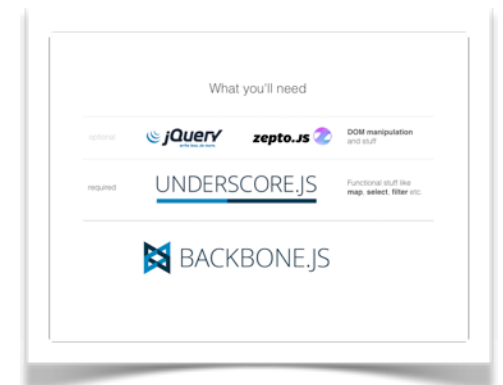 What you'll need
optional
jQuery
write less, do more.
zepto.js
DOM manipulation
and stuff
required
UNDERSCORE.JS
Functional stuff like
map, select, filter etc.
BACKBONE.JS